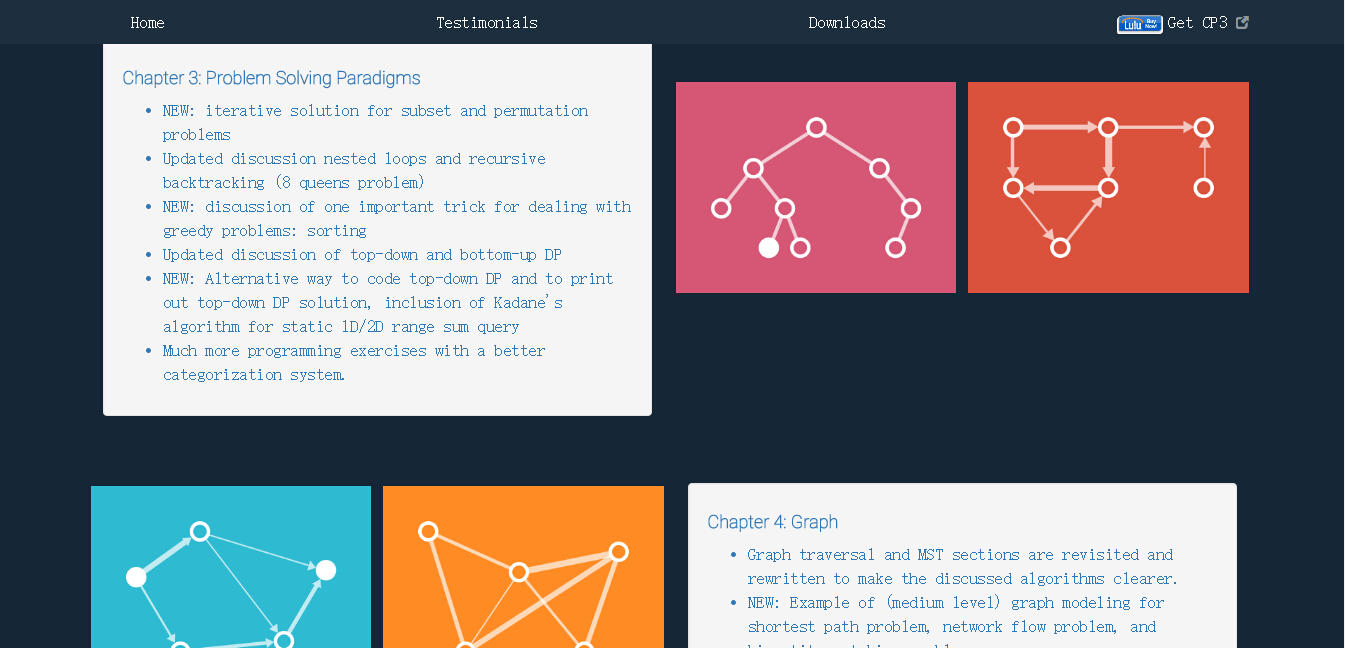 Home
Testimonials
Downloads
Lulu Buy Now!
Get CP3
Chapter 3: Problem Solving Paradigms
• NEW: iterative solution for subset and permutation
problems
• Updated discussion nested loops and recursive
backtracking (8 queens problem)
• NEW: discussion of one important trick for dealing with
greedy problems: sorting
• Updated discussion of top-down and bottom-up DP
• NEW: Alternative way to code top-down DP and to print
out top-down DP solution, inclusion of Kadane's
algorithm for static 1D/2D range sum query
• Much more programming exercises with a better
categorization system.
Chapter 4: Graph
• Graph traversal and MST sections are revisited and
rewritten to make the discussed algorithms clearer.
• NEW: Example of (medium level) graph modeling for
shortest path problem, network flow problem, and